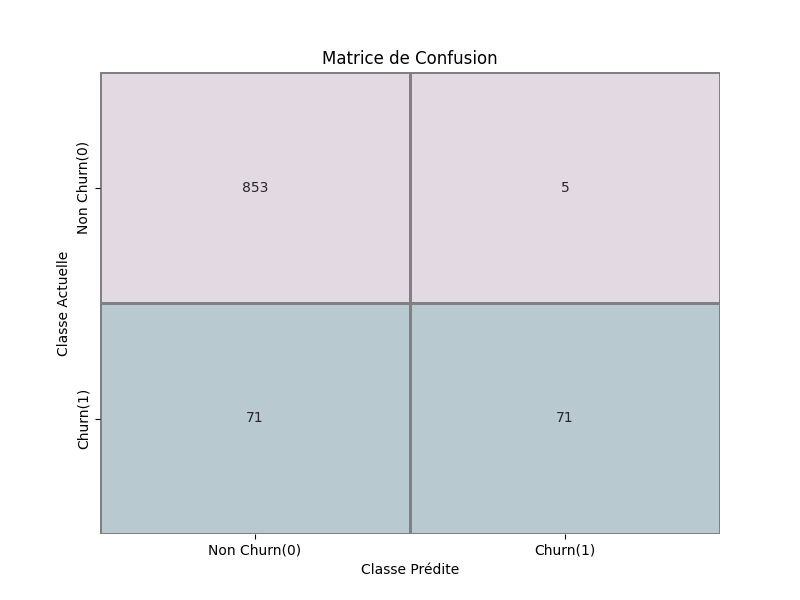 Matrice de Confusion
Non Churn(0)
853
5
Classe Actuelle
Churn(1)
71
71
Non Churn(0)
Churn(1)
Classe Prédite